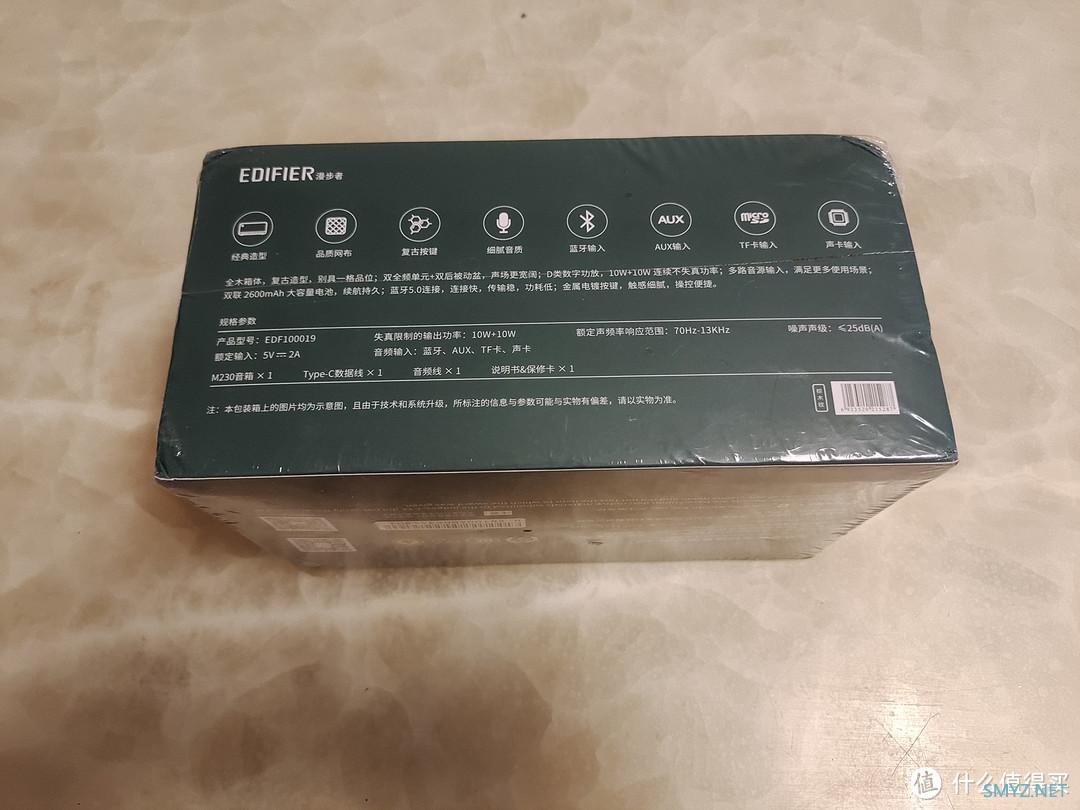 EDIFIER漫步者
经典造型
品质网布
复古按键
细腻音质
蓝牙输入
AUX
AUX输入
micro
TF卡输入
声卡输入
全木箱体，复古造型，别具一格品位；双全频单元+双后被动盆，声场更宽阔；D类数字功放，10W+10W 连续不失真功率；多路音源输入，满足更多使用场景；
双联 2600mAh 大容量电池，续航持久；蓝牙5.0连接，连接快，传输稳，功耗低；金属电镀按键，触感细腻，操控便捷。
规格参数
产品型号：EDF100019 失真限制的输出功率：10W+10W 额定声频率响应范围：70Hz-13KHz 噪声声级：≤25dB(A)
额定输入：5V⎓2A 音频输入：蓝牙、AUX、TF卡、声卡
M230音箱 × 1 Type-C数据线 × 1 音频线 × 1 说明书&保修卡 × 1
注：本包装箱上的图片均为示意图，且由于技术和系统升级，所标注的信息与参数可能与实物有偏差，请以实物为准。
值 什么值得买
SMYZ.NET